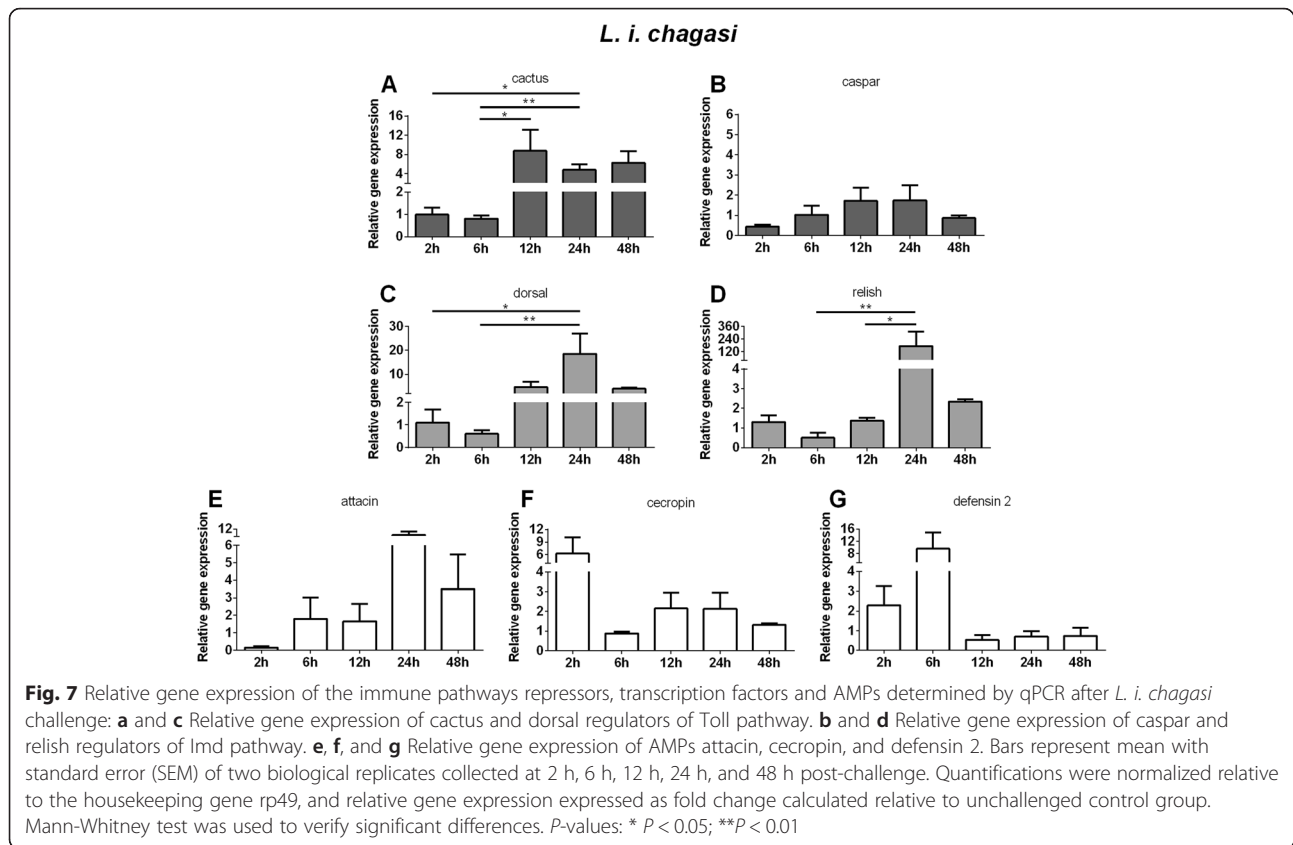 L. i. chagasi
A
cactus
*
**
*
Relative gene expression
16
12
8
4
2
1
0
2h 6h 12h 24h 48h
B
caspar
Relative gene expression
6
5
4
3
2
1
0
2h 6h 12h 24h 48h
C
dorsal
*
**
Relative gene expression
30
20
10
2
1
0
2h 6h 12h 24h 48h
D
relish
**
*
Relative gene expression
360
240
120
4
3
2
1
0
2h 6h 12h 24h 48h
E
attacin
Relative gene expression
12
6
5
4
3
2
1
0
2h 6h 12h 24h 48h
F
cecropin
Relative gene expression
12
6
4
3
2
1
0
2h 6h 12h 24h 48h
G
defensin 2
Relative gene expression
16
12
8
4
3
2
1
0
2h 6h 12h 24h 48h
Fig. 7 Relative gene expression of the immune pathways repressors, transcription factors and AMPs determined by qPCR after L. i. chagasi
challenge: a and c Relative gene expression of cactus and dorsal regulators of Toll pathway. b and d Relative gene expression of caspar and
relish regulators of Imd pathway. e, f, and g Relative gene expression of AMPs attacin, cecropin, and defensin 2. Bars represent mean with
standard error (SEM) of two biological replicates collected at 2 h, 6 h, 12 h, 24 h, and 48 h post-challenge. Quantifications were normalized relative
to the housekeeping gene rp49, and relative gene expression expressed as fold change calculated relative to unchallenged control group.
Mann-Whitney test was used to verify significant differences. P-values: * P < 0.05; **P < 0.01